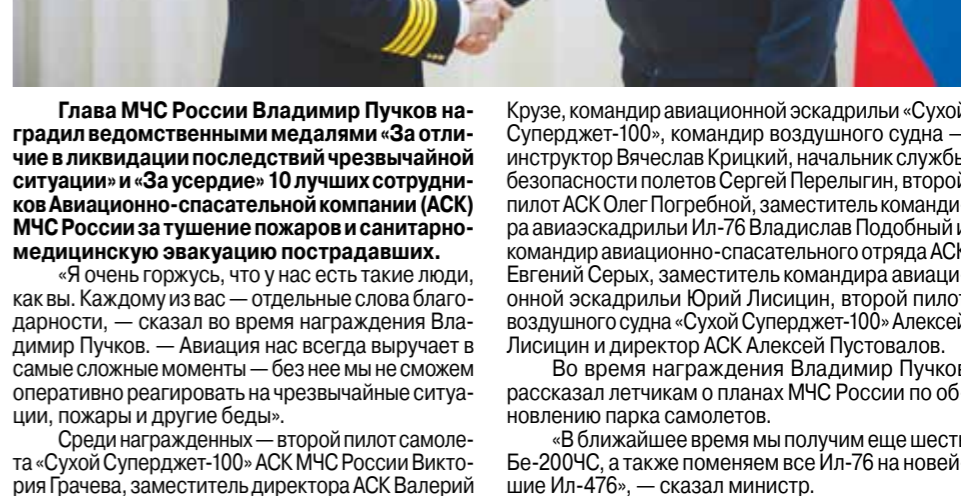 Глава МЧС России Владимир Пучков на-
градил ведомственными медалями «За отли-
чие в ликвидации последствий чрезвычайной
ситуации» и «За усердие» 10 лучших сотрудни-
ков Авиационно-спасательной компании (АСК)
МЧС России за тушение пожаров и санитарно-
медицинскую эвакуацию пострадавших.
«Я очень горжусь, что у нас есть такие люди,
как вы. Каждому из вас — отдельные слова благо-
дарности, — сказал во время награждения Вла-
димир Пучков. — Авиация нас всегда выручает в
самые сложные моменты — без нее мы не сможем
оперативно реагировать на чрезвычайные ситуа-
ции, пожары и другие беды».
Среди награжденных — второй пилот самоле-
та «Сухой Суперджет-100» АСК МЧС России Викто-
рия Грачева, заместитель директора АСК Валерий
Крузе, командир авиационной эскадрильи «Сухой
Суперджет-100», командир воздушного судна —
инструктор Вячеслав Крицкий, начальник службы
безопасности полетов Сергей Перелыгин, второй
пилот АСК Олег Погребной, заместитель команди-
ра авиаэскадрильи Ил-76 Владислав Подобный и
командир авиационно-спасательного отряда АСК
Евгений Серых, заместитель командира авиаци-
онной эскадрильи Юрий Лисицин, второй пилот
воздушного судна «Сухой Суперджет-100» Алексей
Лисицин и директор АСК Алексей Пустовалов.
Во время награждения Владимир Пучков
рассказал летчикам о планах МЧС России по об-
новлению парка самолетов.
«В ближайшее время мы получим еще шесть
Бе-200ЧС, а также поменяем все Ил-76 на новей-
шие Ил-476», — сказал министр.